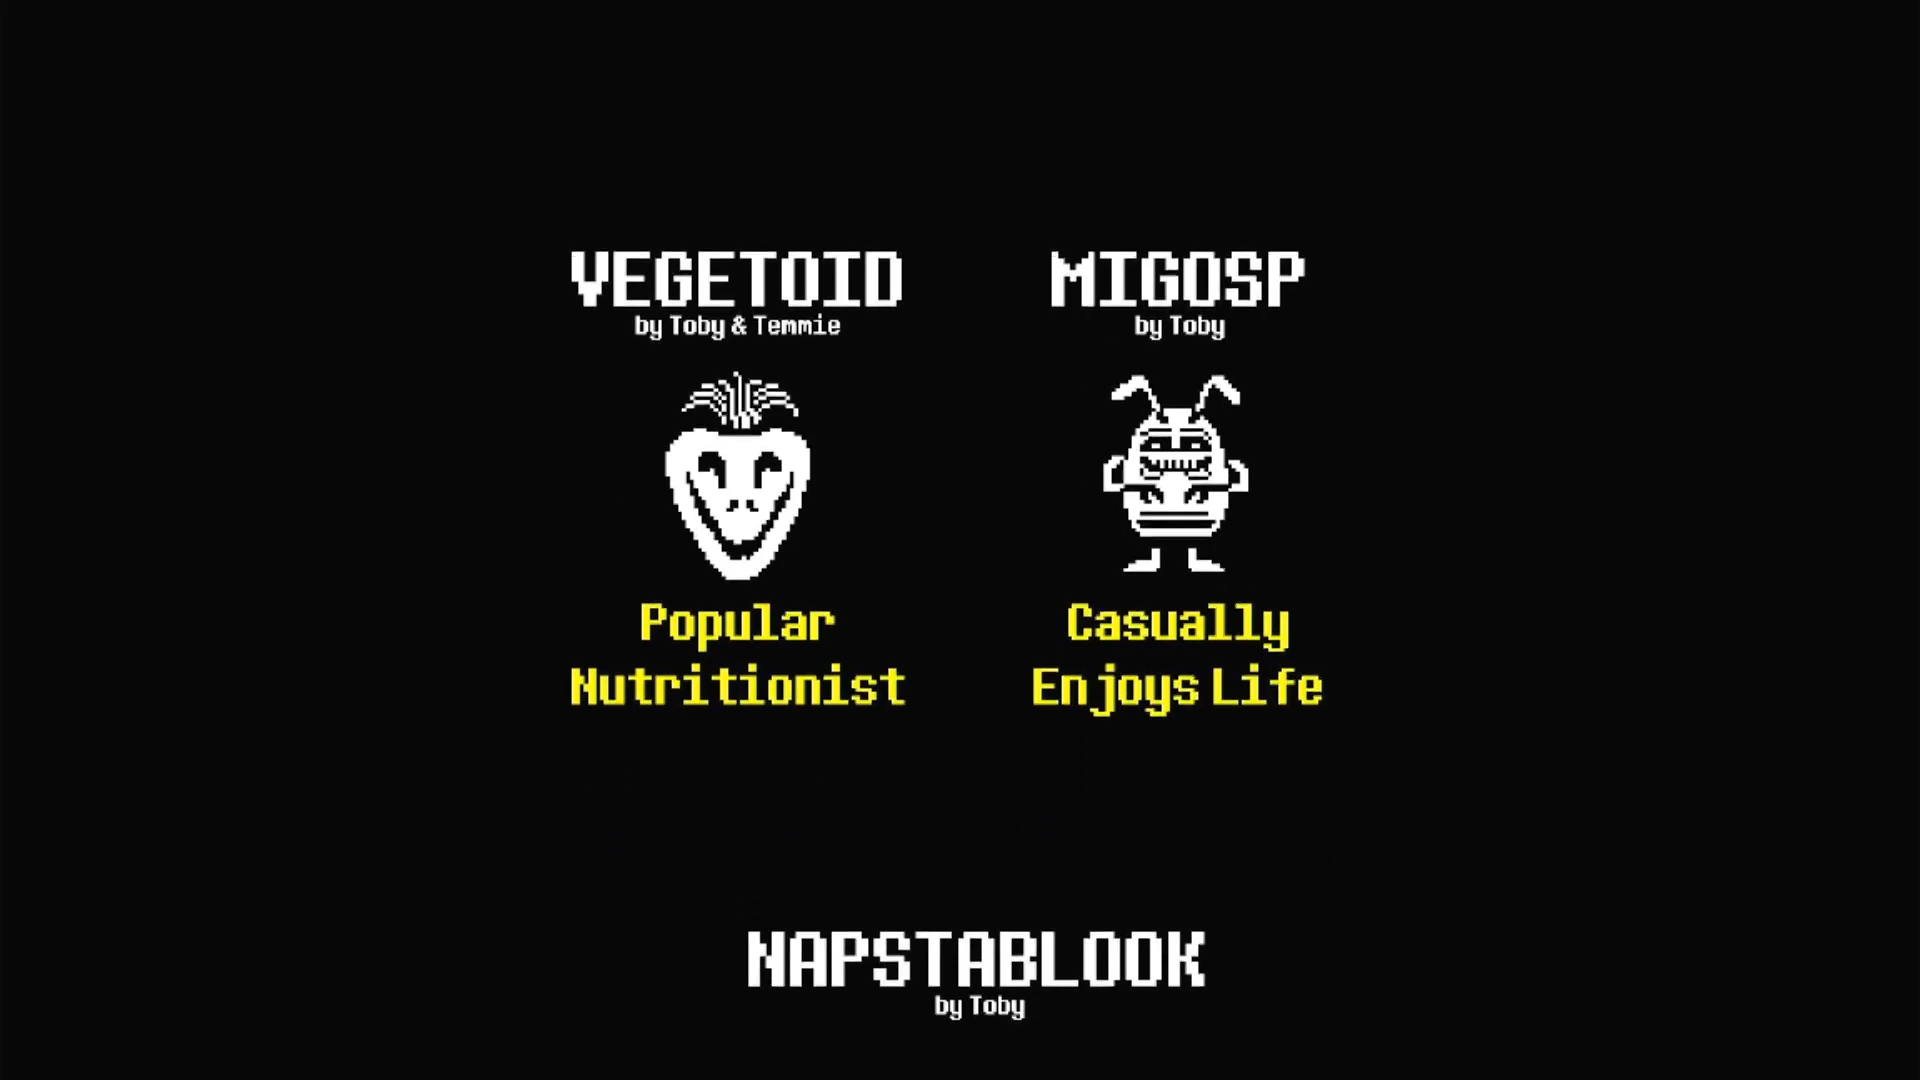 VEGETOID
by Toby & Temmie
Popular
Nutritionist
MIGOSP
by Toby
Casually
Enjoys Life
NAPSTABLOOK
by Toby